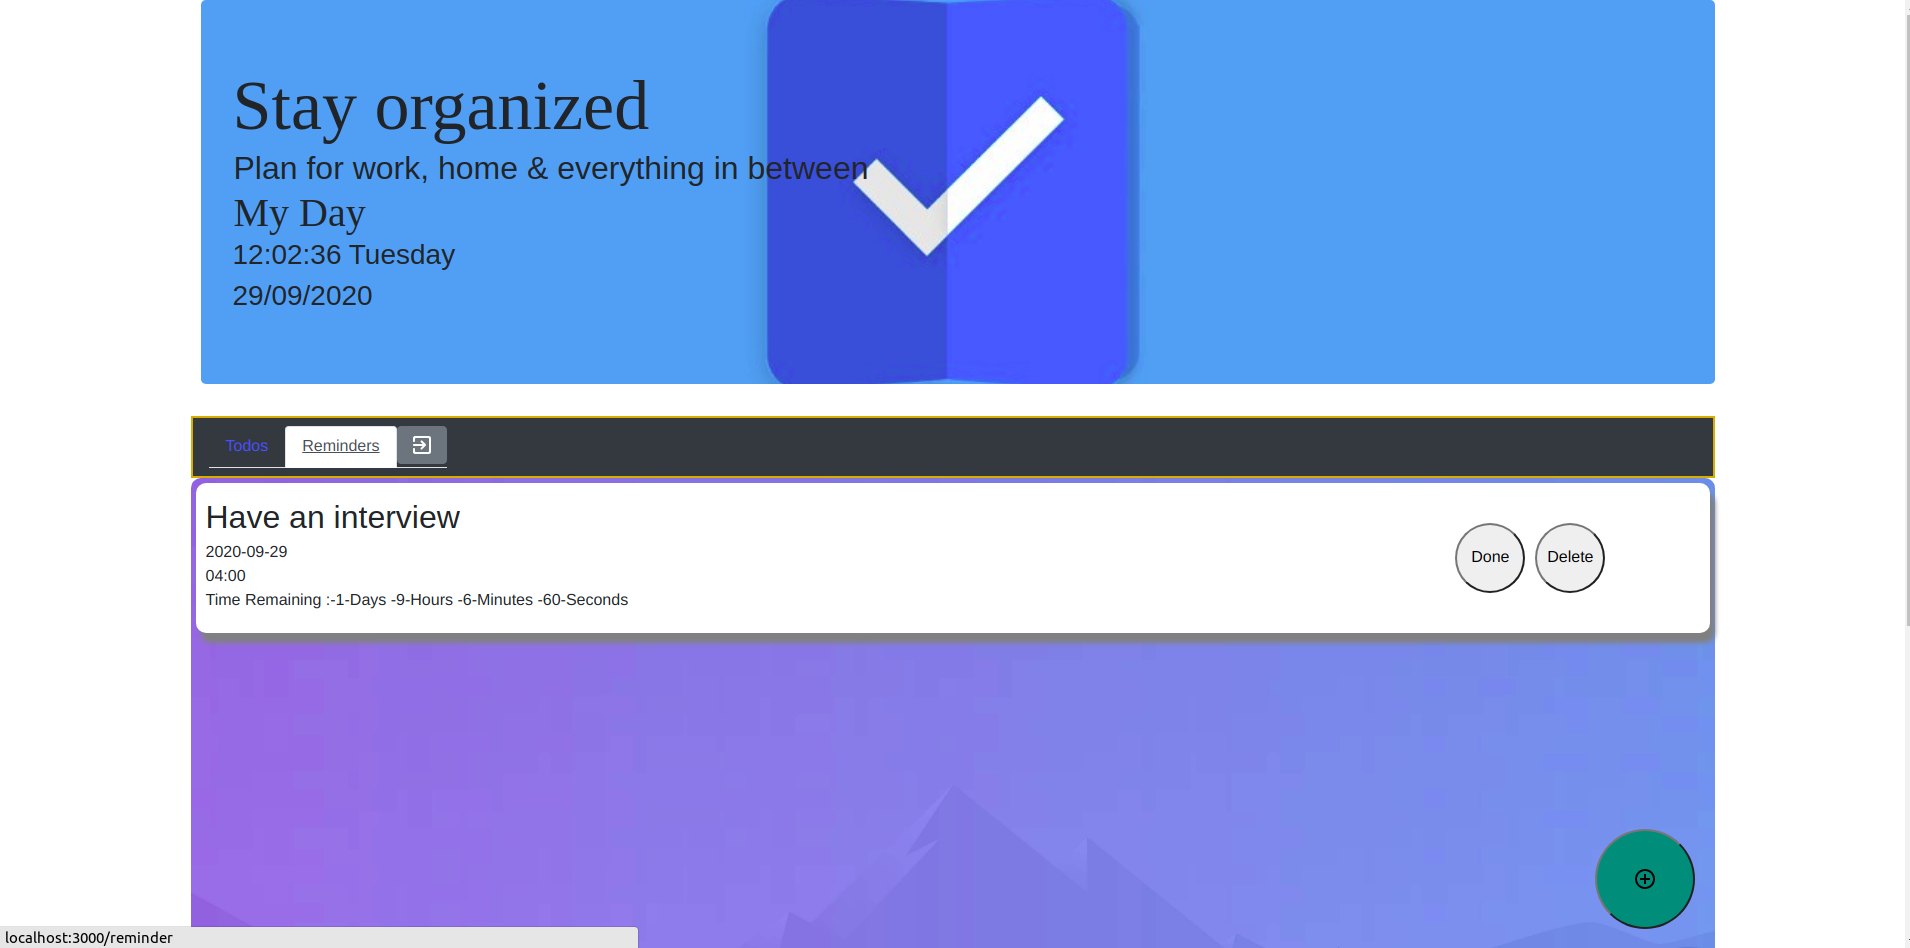 Stay organized
Plan for work, home & everything in between
My Day
12:02:36 Tuesday
29/09/2020
Todos Reminders
Have an interview
2020-09-29
04:00
Time Remaining :-1-Days -9-Hours -6-Minutes -60-Seconds
Done Delete
localhost:3000/reminder